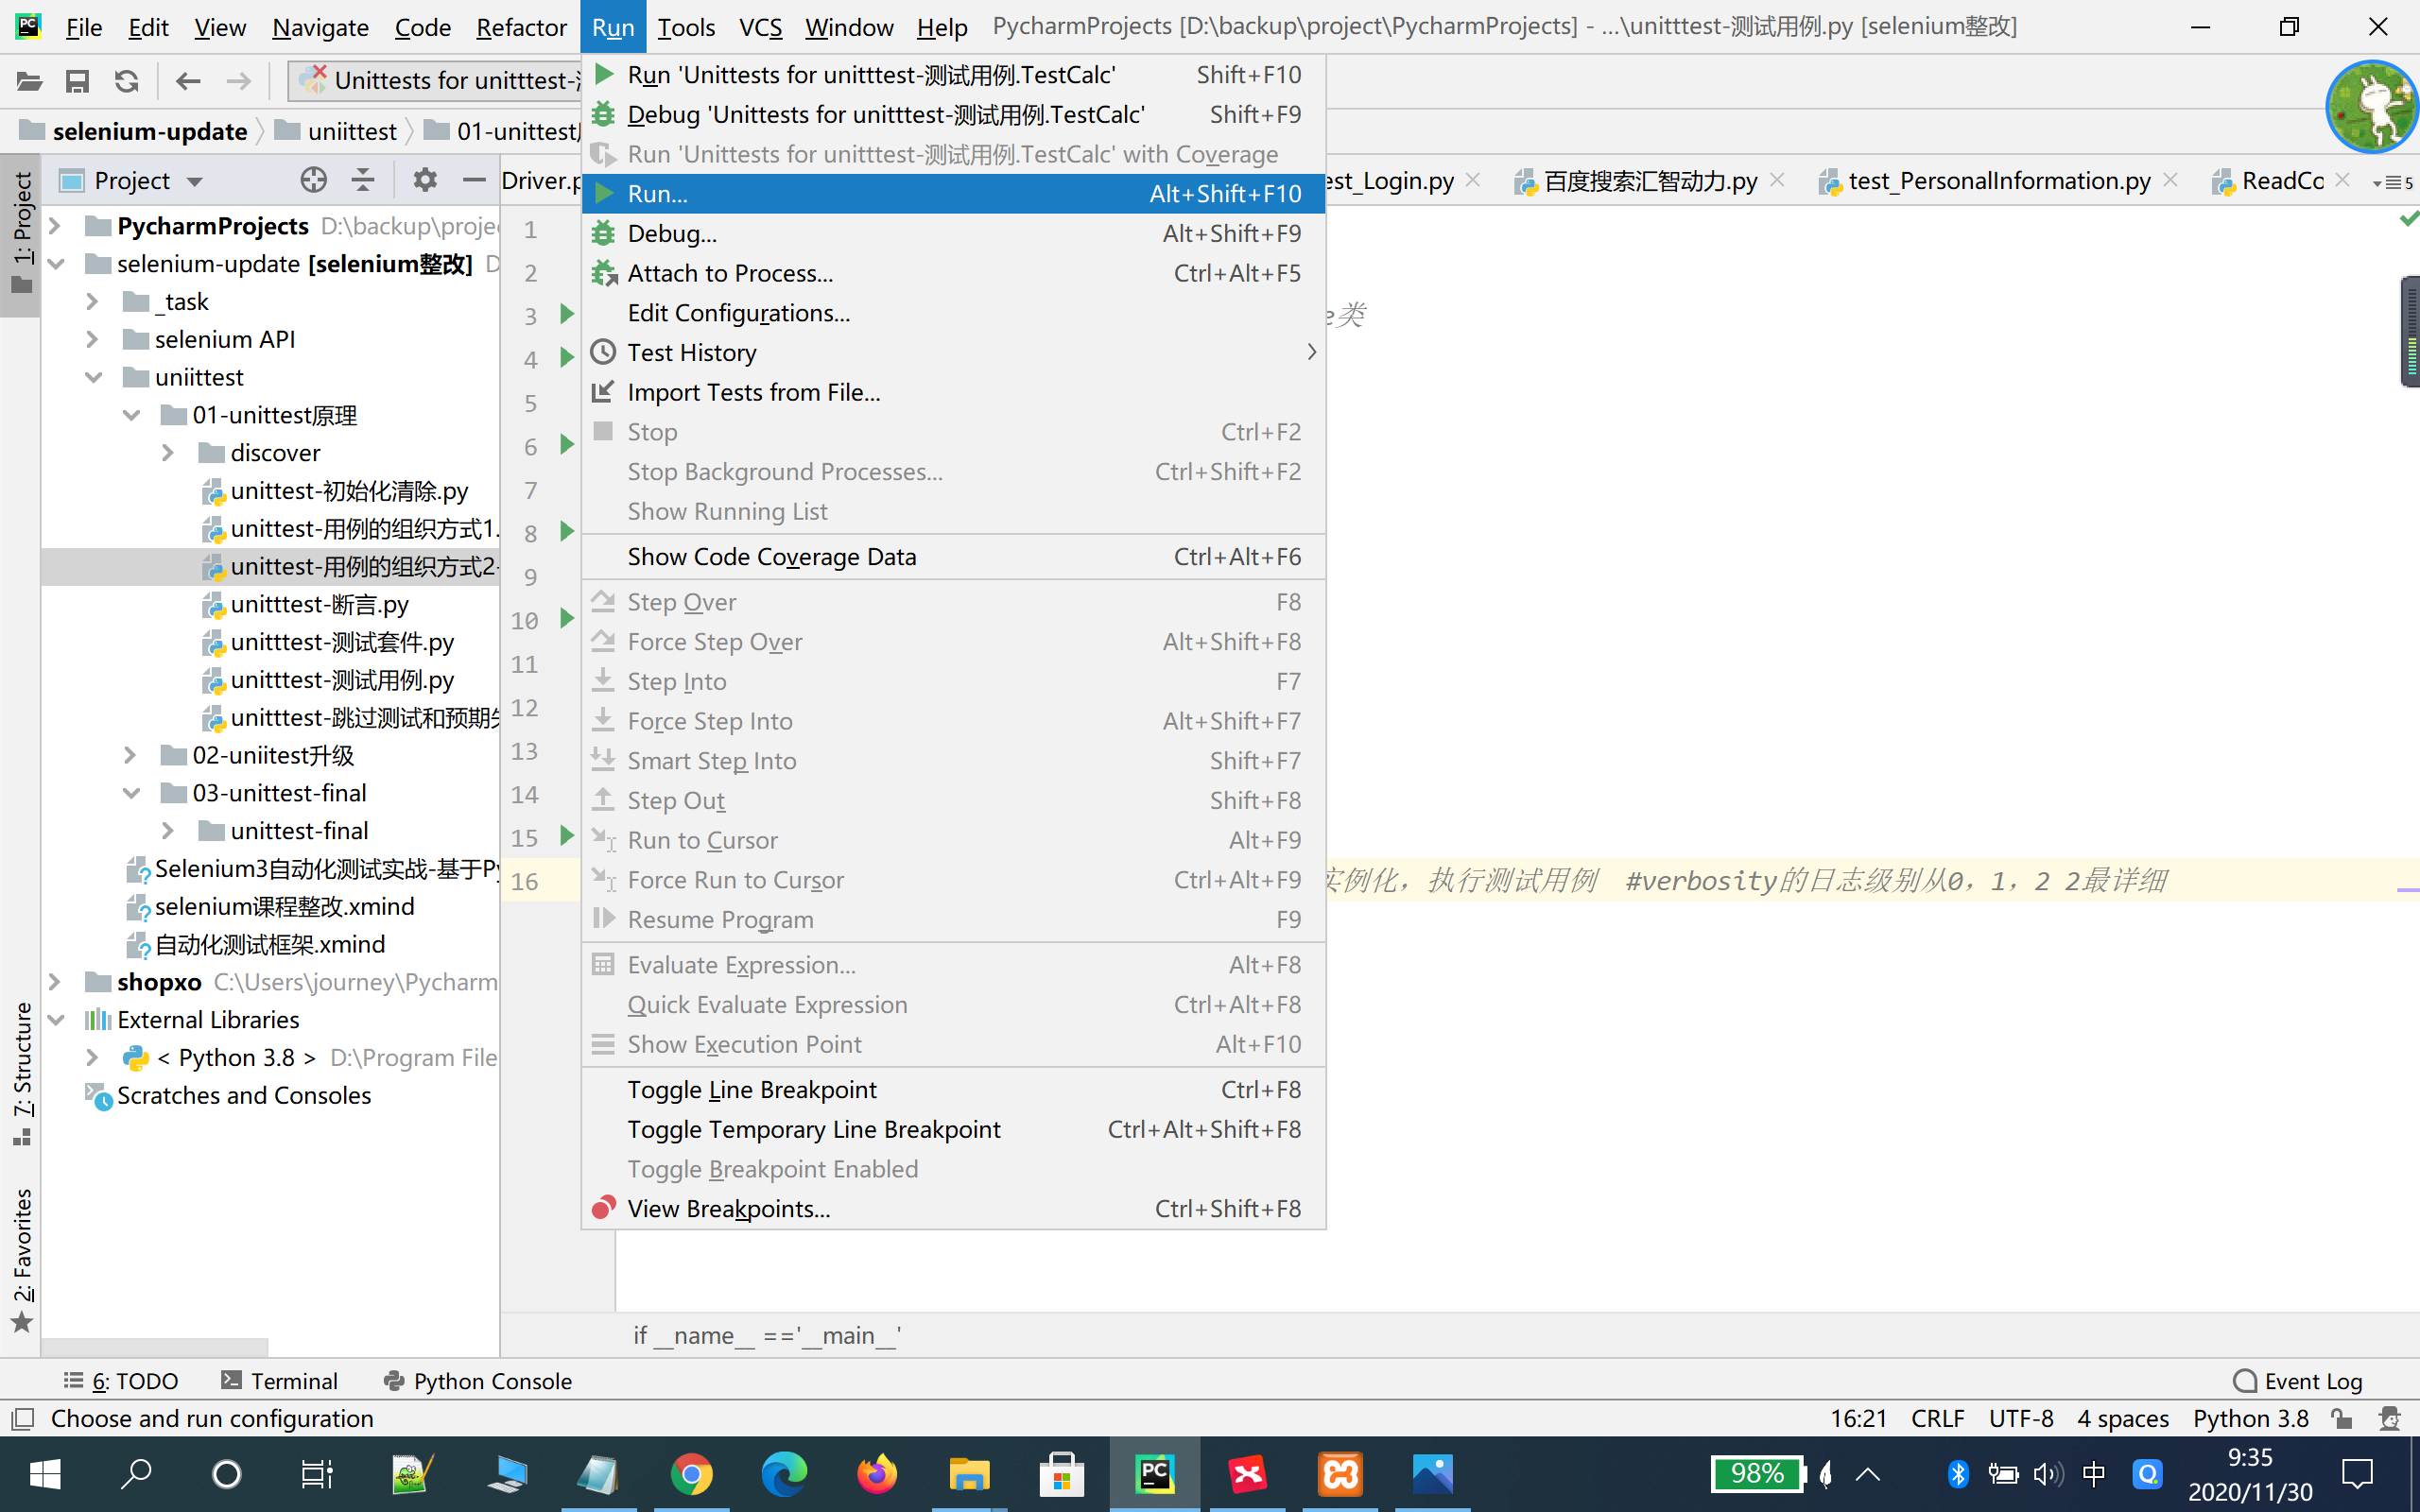 File Edit View Navigate Code Refactor Run Tools VCS Window Help PycharmProjects [D:\backup\project\PycharmProjects] - ...\unitttest-测试用例.py [selenium整改]
Unittests for unitttest-
selenium-update uniittest 01-unittest
Project
Driver.p
est_Login.py 百度搜索汇智动力.py test_PersonalInformation.py ReadCo 5
1: Project
7: Structure
2: Favorites
PycharmProjects D:\backup\projec
selenium-update [selenium整改] D
_task
selenium API
uniittest
01-unittest原理
discover
unittest-初始化清除.py
unittest-用例的组织方式1.
unittest-用例的组织方式2-
unitttest-断言.py
unitttest-测试套件.py
unitttest-测试用例.py
unitttest-跳过测试和预期
02-uniitest升级
03-unittest-final
unittest-final
Selenium3自动化测试实战-基于Py
selenium课程整改.xmind
自动化测试框架.xmind
shopxo C:\Users\journey\Pycharm
External Libraries
< Python 3.8 > D:\Program File
Scratches and Consoles
1
2
3
4
5
6
7
8
9
10
11
12
13
14
15
16
Run 'Unittests for unitttest-测试用例.TestCalc' Shift+F10
Debug 'Unittests for unitttest-测试用例.TestCalc' Shift+F9
Run 'Unittests for unitttest-测试用例.TestCalc' with Coverage
Run... Alt+Shift+F10
Debug... Alt+Shift+F9
Attach to Process... Ctrl+Alt+F5
Edit Configurations...
Test History
Import Tests from File...
Stop Ctrl+F2
Stop Background Processes... Ctrl+Shift+F2
Show Running List
Show Code Coverage Data Ctrl+Alt+F6
Step Over F8
Force Step Over Alt+Shift+F8
Step Into F7
Force Step Into Alt+Shift+F7
Smart Step Into Shift+F7
Step Out Shift+F8
Run to Cursor Alt+F9
Force Run to Cursor Ctrl+Alt+F9
Resume Program F9
Evaluate Expression... Alt+F8
Quick Evaluate Expression Ctrl+Alt+F8
Show Execution Point Alt+F10
Toggle Line Breakpoint Ctrl+F8
Toggle Temporary Line Breakpoint Ctrl+Alt+Shift+F8
Toggle Breakpoint Enabled
View Breakpoints... Ctrl+Shift+F8
e类
实例化，执行测试用例 #verbosity的日志级别从0，1，2 2最详细
if __name__ =='__main__'
6: TODO Terminal Python Console Event Log
Choose and run configuration 16:21 CRLF UTF-8 4 spaces Python 3.8
98% 中 9:35
2020/11/30